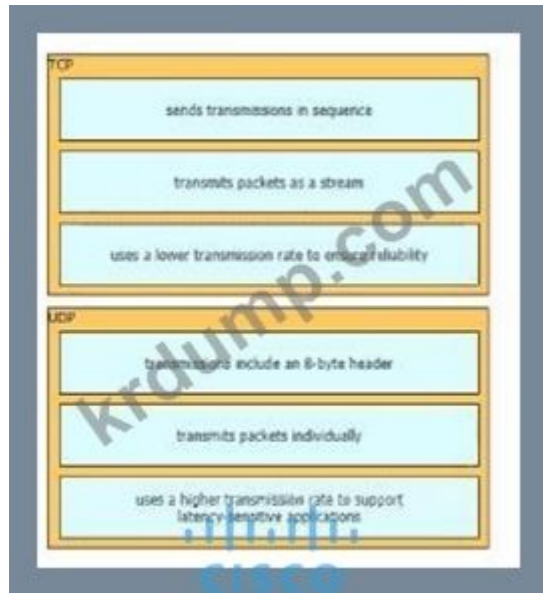 TCP
sends transmissions in sequence
transmits packets as a stream
uses a lower transmission rate to ensure reliability
UDP
transmissions include an 8-byte header
transmits packets individually
uses a higher transmission rate to support
latency-sensitive applications
krdump.com
CISCO